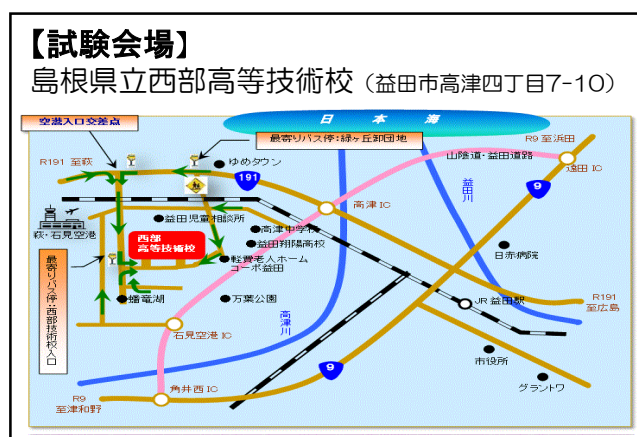 【試験会場】
島根県立西部高等技術校（益田市高津四丁目7-10）
空港入口交差点
日本海
最寄りバス停：緑ヶ丘卸団地
R9 至浜田
山陰道・益田道路
遠田IC
R191 至萩
ゆめタウン
191
9
益田川
高津IC
萩・石見空港
益田児童相談所
高津中学校
西部
高等技術校
益田翔陽高校
日赤病院
軽費老人ホーム
コーポ益田
最寄りバス停：西部技術校入口
蟠竜湖
万葉公園
高津川
JR益田駅
R191
至広島
石見空港IC
市役所
9
グラントワ
角井西IC
R9
至津和野